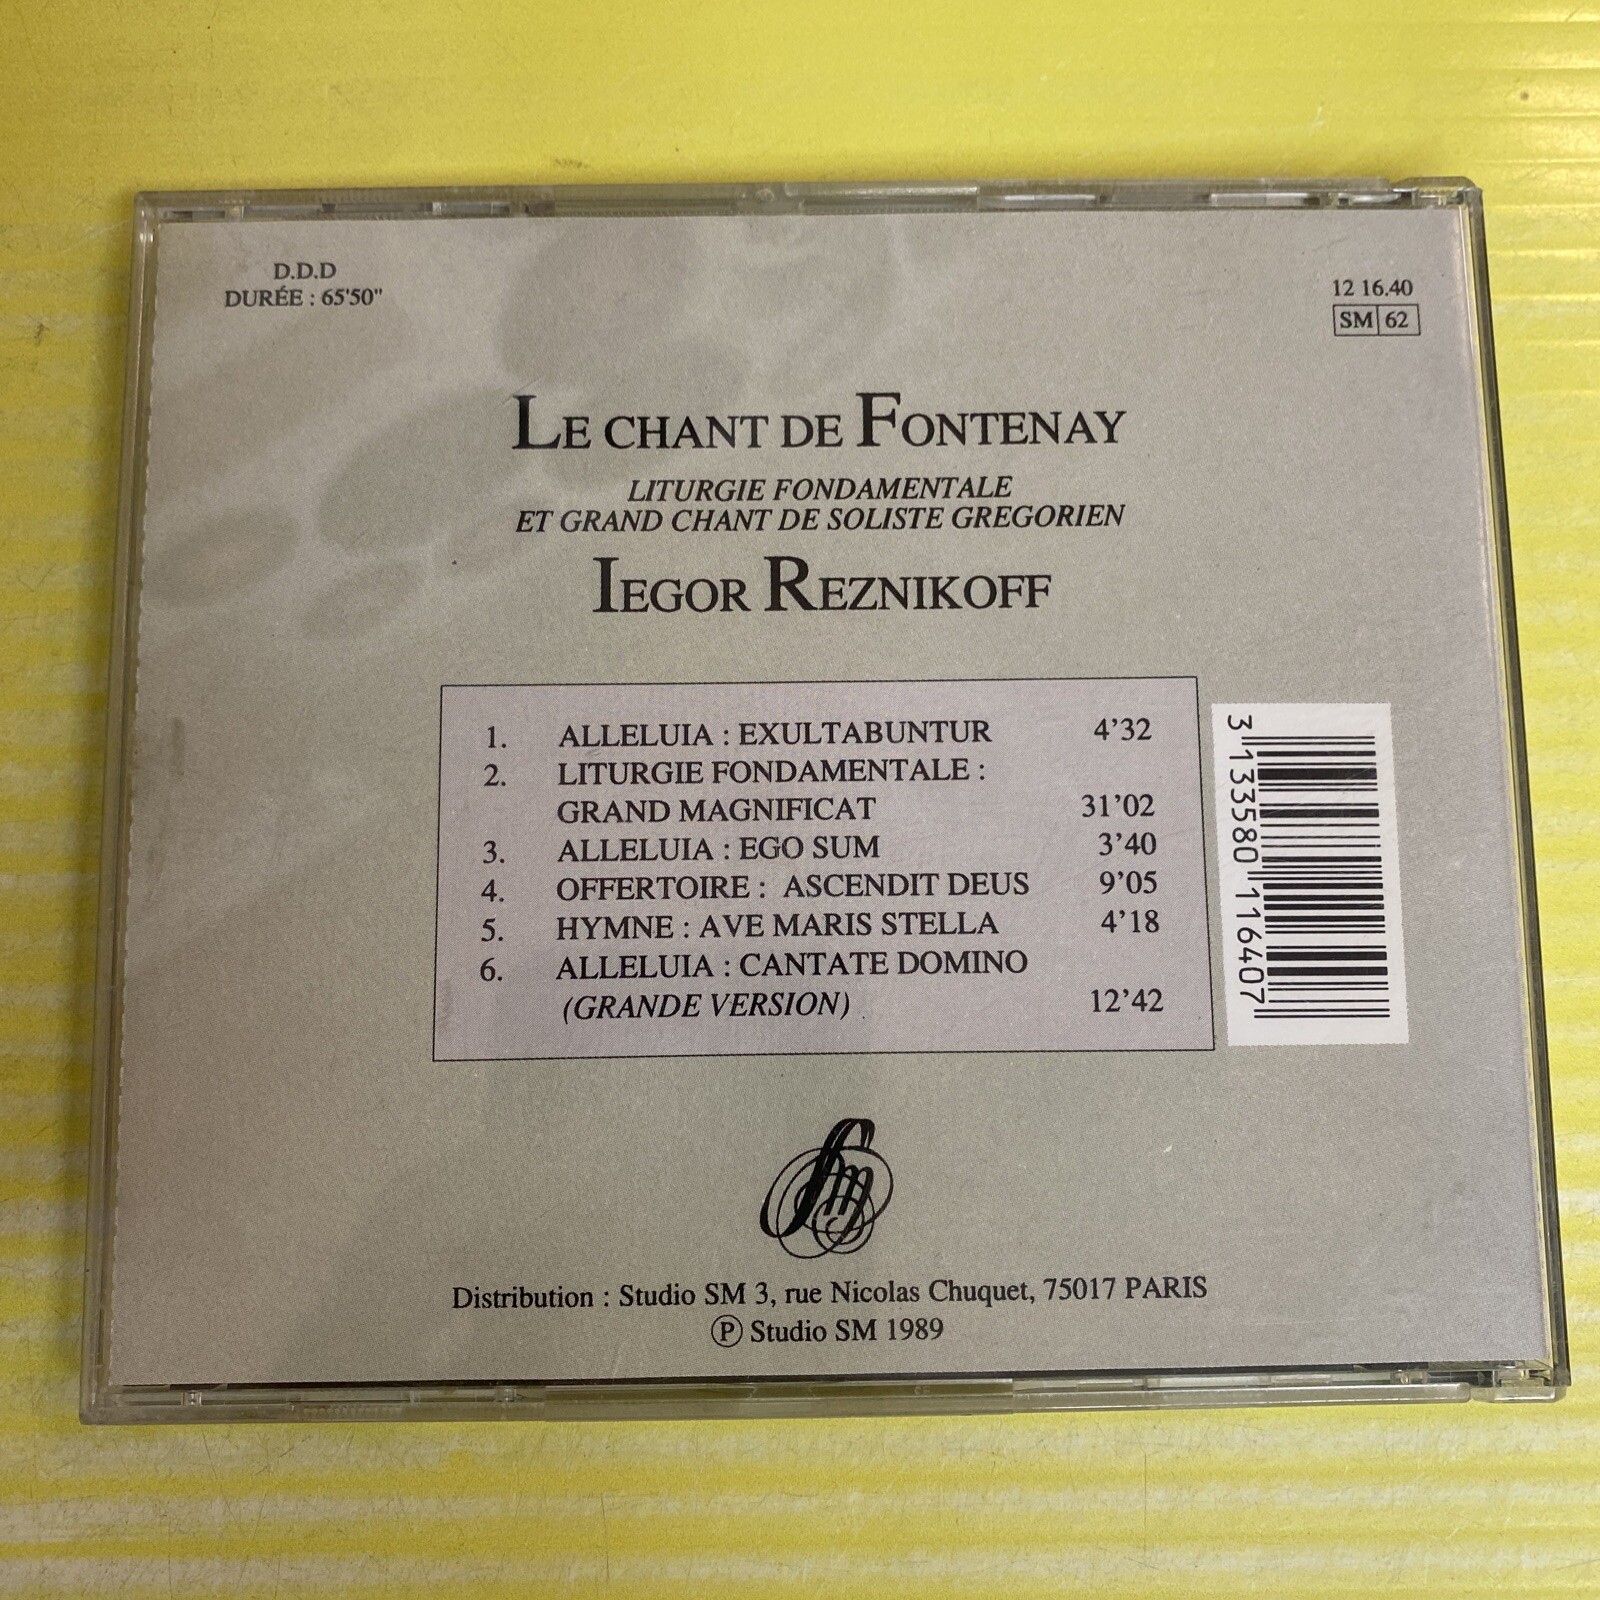 D.D.D
DURÉE : 65'50"
12 16.40
SM 62
LE CHANT DE FONTENAY
LITURGIE FONDAMENTALE
ET GRAND CHANT DE SOLISTE GREGORIEN
IEGOR REZNIKOFF
1. ALLELUIA : EXULTABUNTUR 4'32
2. LITURGIE FONDAMENTALE :
GRAND MAGNIFICAT 31'02
3. ALLELUIA : EGO SUM 3'40
4. OFFERTOIRE : ASCENDIT DEUS 9'05
5. HYMNE : AVE MARIS STELLA 4'18
6. ALLELUIA : CANTATE DOMINO
(GRANDE VERSION) 12'42
3 133580 116407
sm
Distribution : Studio SM 3, rue Nicolas Chuquet, 75017 PARIS
Ⓟ Studio SM 1989